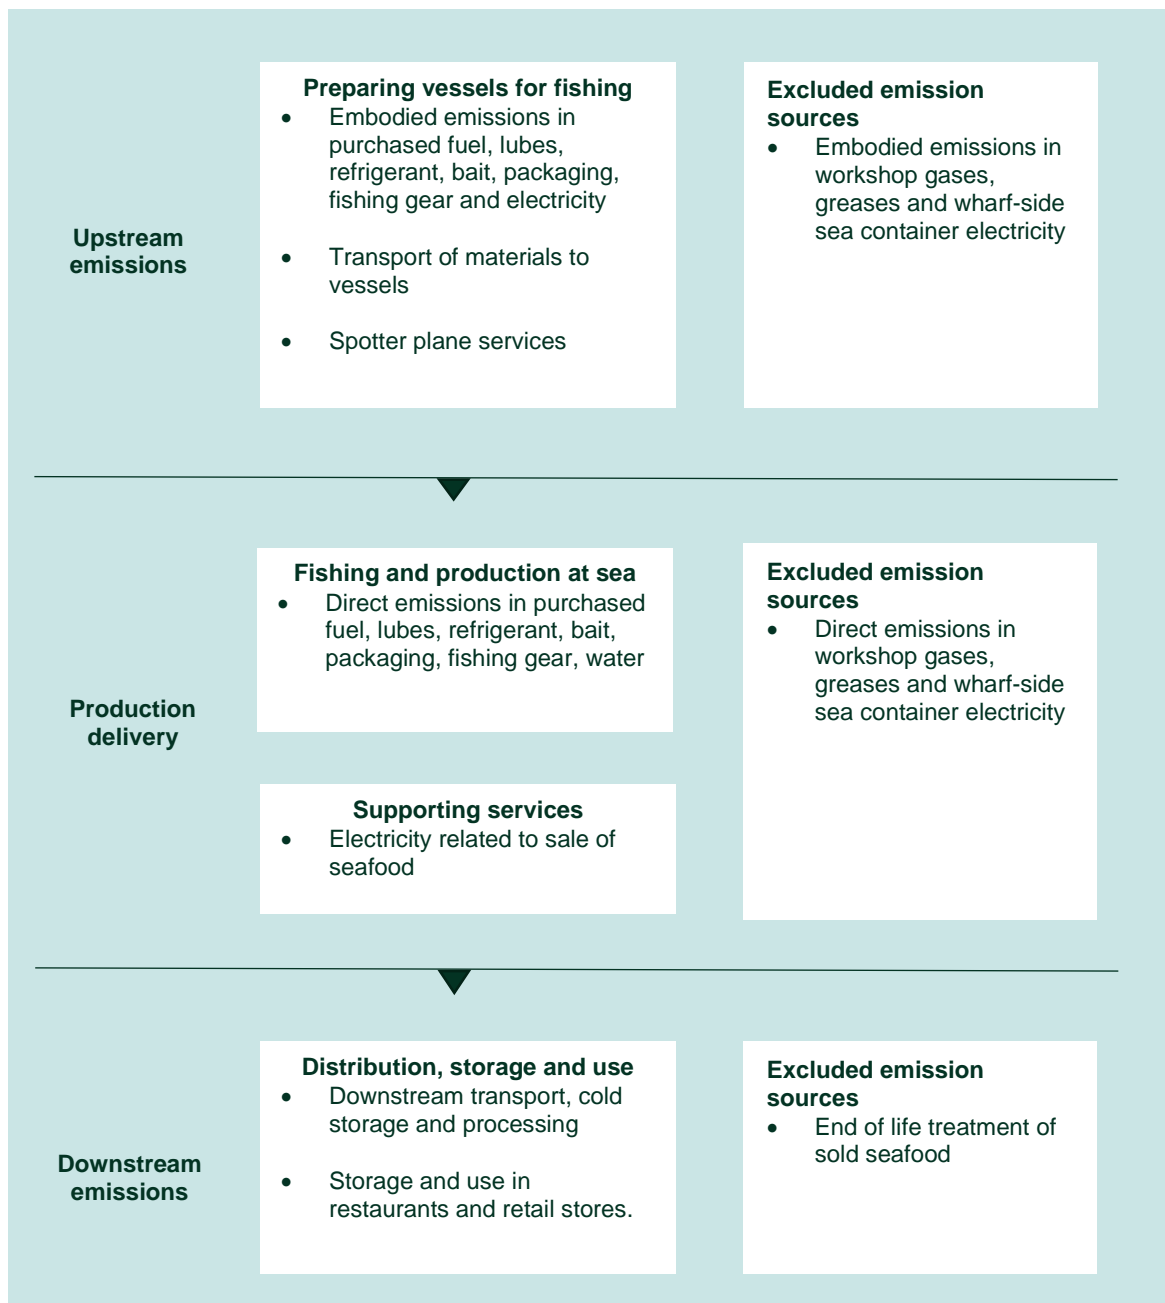 Upstream
emissions
Preparing vessels for fishing
• Embodied emissions in
purchased fuel, lubes,
refrigerant, bait, packaging,
fishing gear and electricity
• Transport of materials to
vessels
• Spotter plane services
Excluded emission
sources
• Embodied emissions in
workshop gases,
greases and wharf-side
sea container electricity
Production
delivery
Fishing and production at sea
• Direct emissions in purchased
fuel, lubes, refrigerant, bait,
packaging, fishing gear, water
Supporting services
• Electricity related to sale of
seafood
Excluded emission
sources
• Direct emissions in
workshop gases,
greases and wharf-side
sea container electricity
Downstream
emissions
Distribution, storage and use
• Downstream transport, cold
storage and processing
• Storage and use in
restaurants and retail stores.
Excluded emission
sources
• End of life treatment of
sold seafood